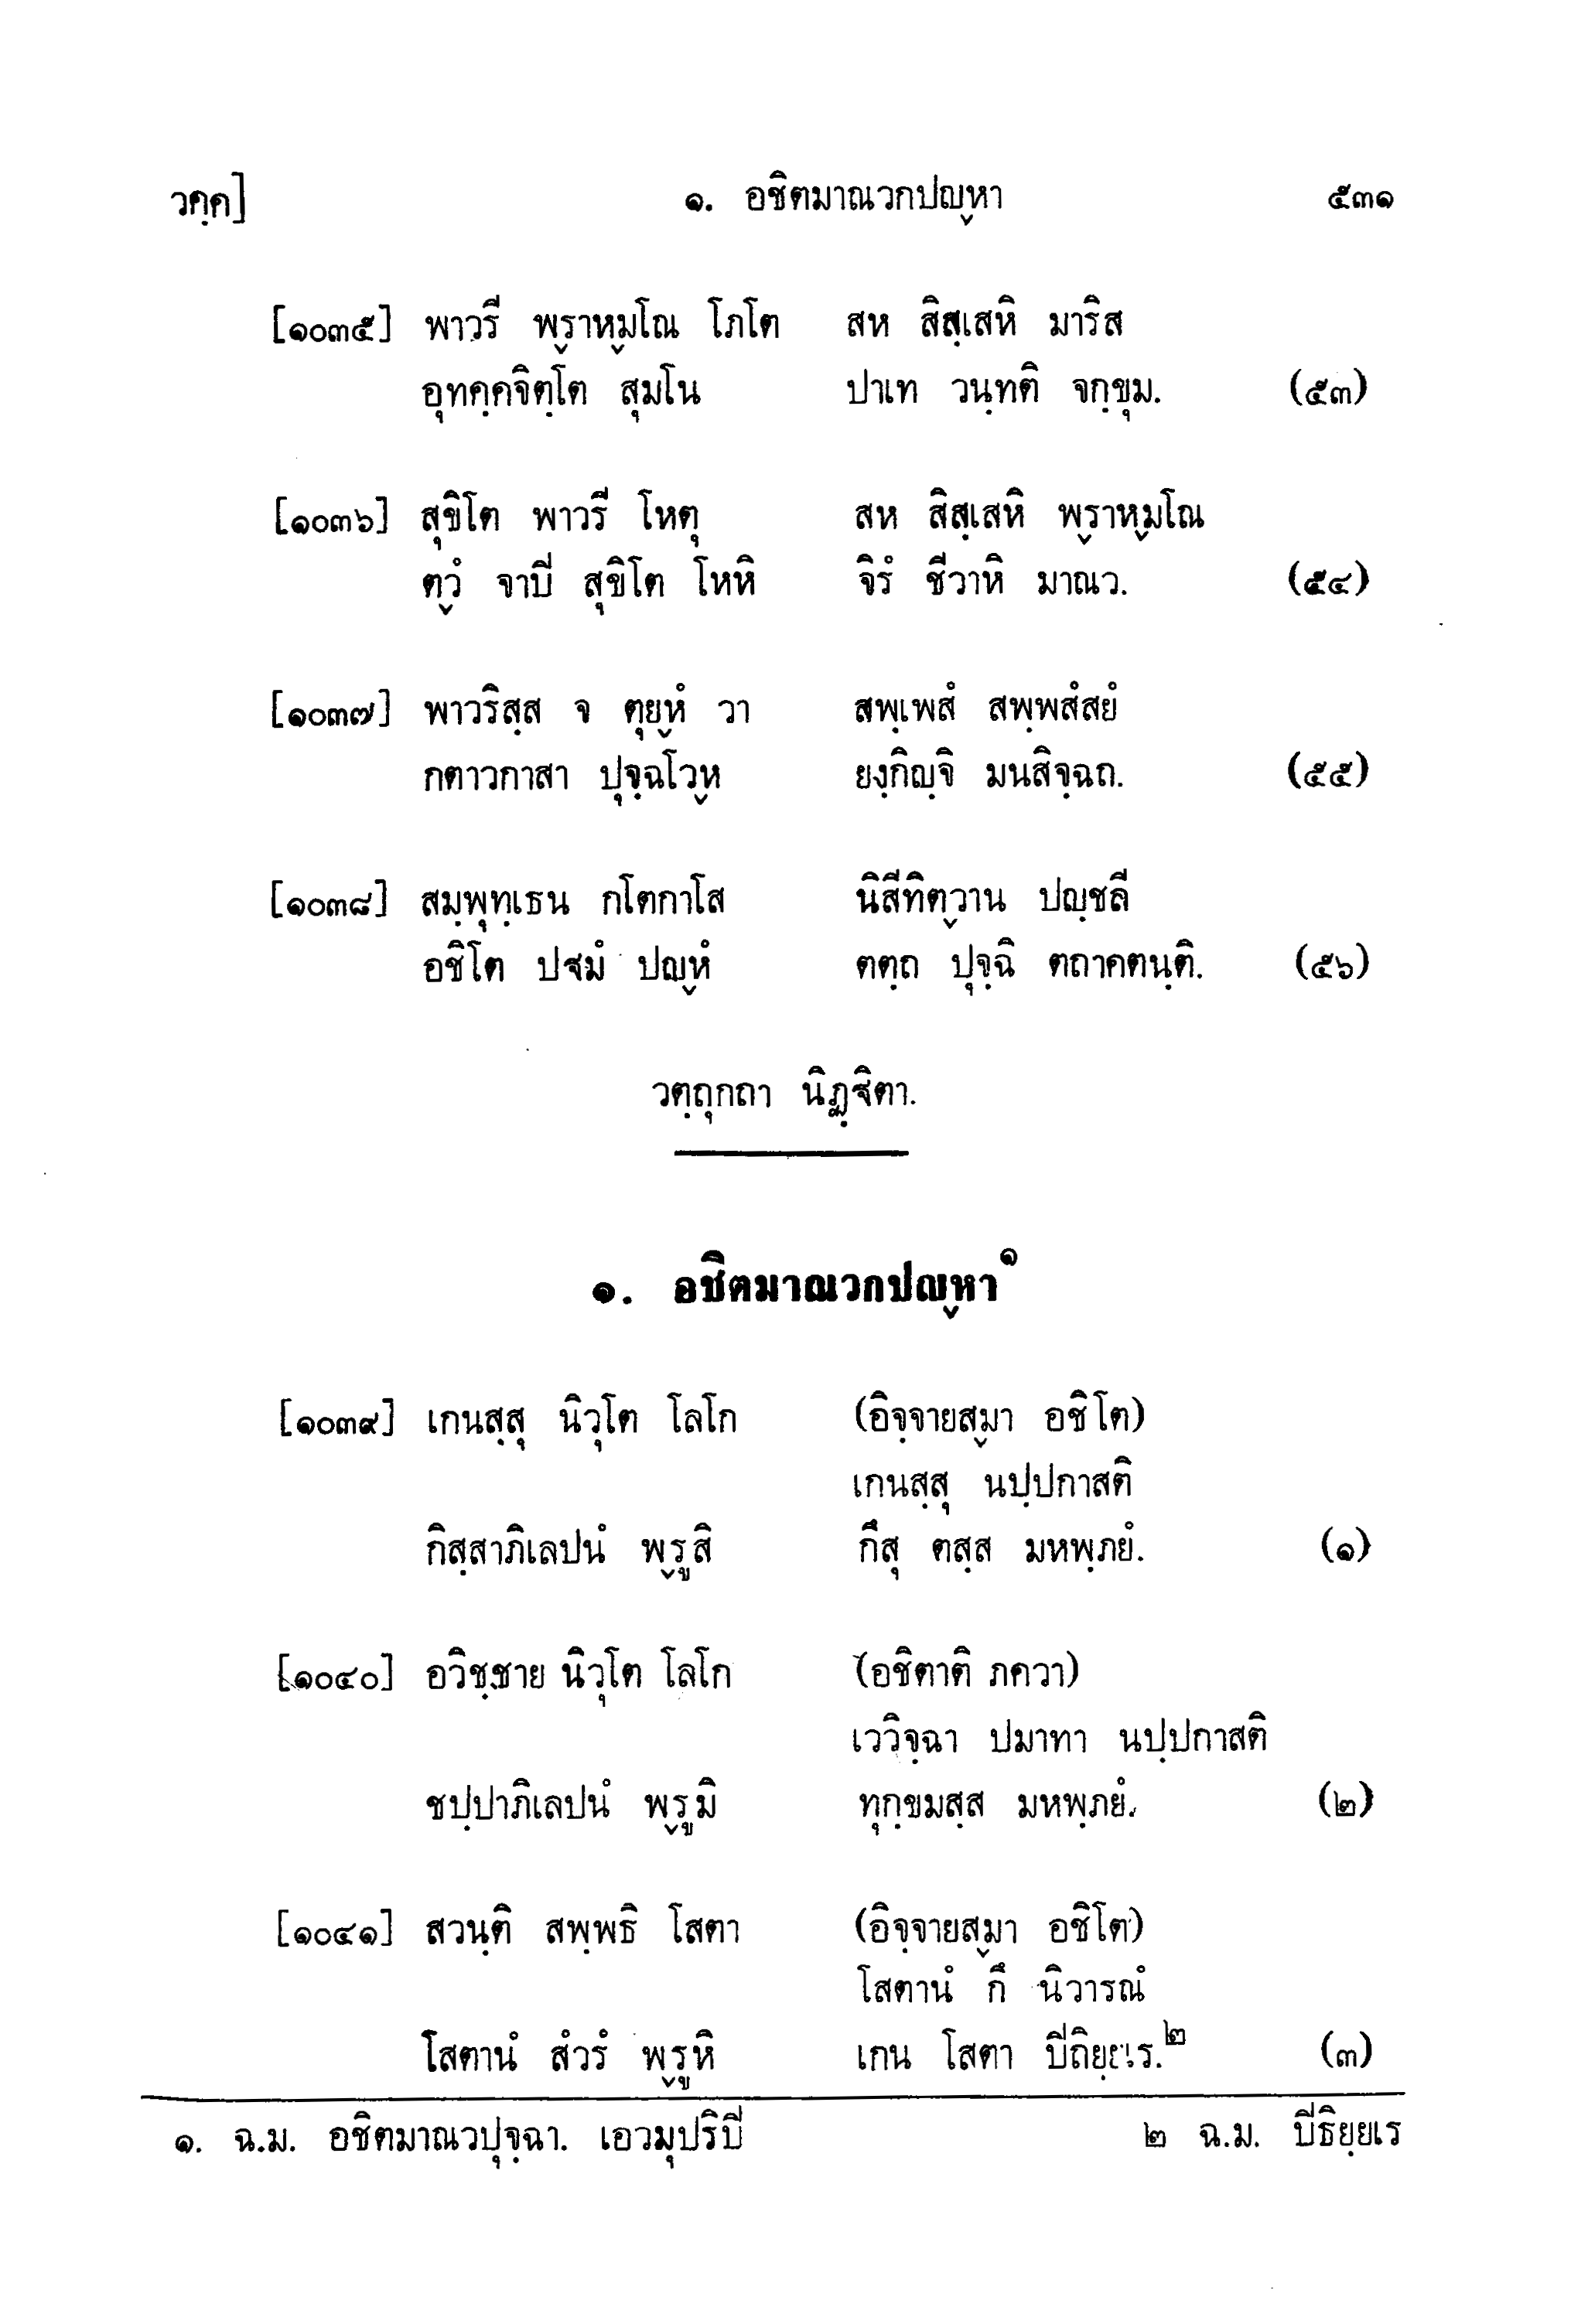 วคฺค] ๑. อชิตมาณวกปญ๎หา ๕๓๑
[๑๐๓๕] พาวรี พ๎ราห๎มโณ โภโต สห สิสฺเสหิ มาริส
อุทคฺคจิตฺโต สุมโน ปาเท วนฺทติ จกฺขุม. (๕๓)
[๑๐๓๖] สุขิโต พาวรี โหตุ สห สิสฺเสหิ พ๎ราห๎มโณ
ต๎วํ จาปิ สุขิโต โหหิ จิรํ ชีวาหิ มาณว. (๕๔)
[๑๐๓๗] พาวริสฺส จ ตุย๎หํ วา สพฺเพสํ สพฺพสํสยํ
กตาวกาสา ปุจฺฉโว๎ห ยงฺกิญฺจิ มนสิจฺฉถ. (๕๕)
[๑๐๓๘] สมฺพุทฺเธน กโตกาโส นิสีทิต๎วาน ปญฺชลี
อชิโต ปฐมํ ปญ๎หํ ตตฺถ ปุจฺฉิ ตถาคตนฺติ. (๕๖)
วตฺถุกถา นิฏฺฐิตา.
๑. อชิตมาณวกปญ๎หา๑
[๑๐๓๙] เกนสฺสุ นิวุโต โลโก (อิจฺจายส๎มา อชิโต)
เกนสฺสุ นปฺปกาสติ
กิสฺสาภิเลปนํ พ๎รูสิ กึสุ ตสฺส มหพฺภยํ. (๑)
[๑๐๔๐] อวิชฺชาย นิวุโต โลโก (อชิตาติ ภควา)
เววิจฺฉา ปมาทา นปฺปกาสติ
ชปฺปาภิเลปนํ พ๎รูมิ ทุกฺขมสฺส มหพฺภยํ. (๒)
[๑๐๔๑] สวนฺติ สพฺพธิ โสตา (อิจฺจายส๎มา อชิโต)
โสตานํ กึ นิวารณํ
โสตานํ สํวรํ พ๎รูหิ เกน โสตา ปิถิยฺยเร.๒ (๓)
๑. ฉ.ม. อชิตมาณวปุจฺฉา. เอวมุปริปิ ๒ ฉ.ม. ปิธิยฺยเร